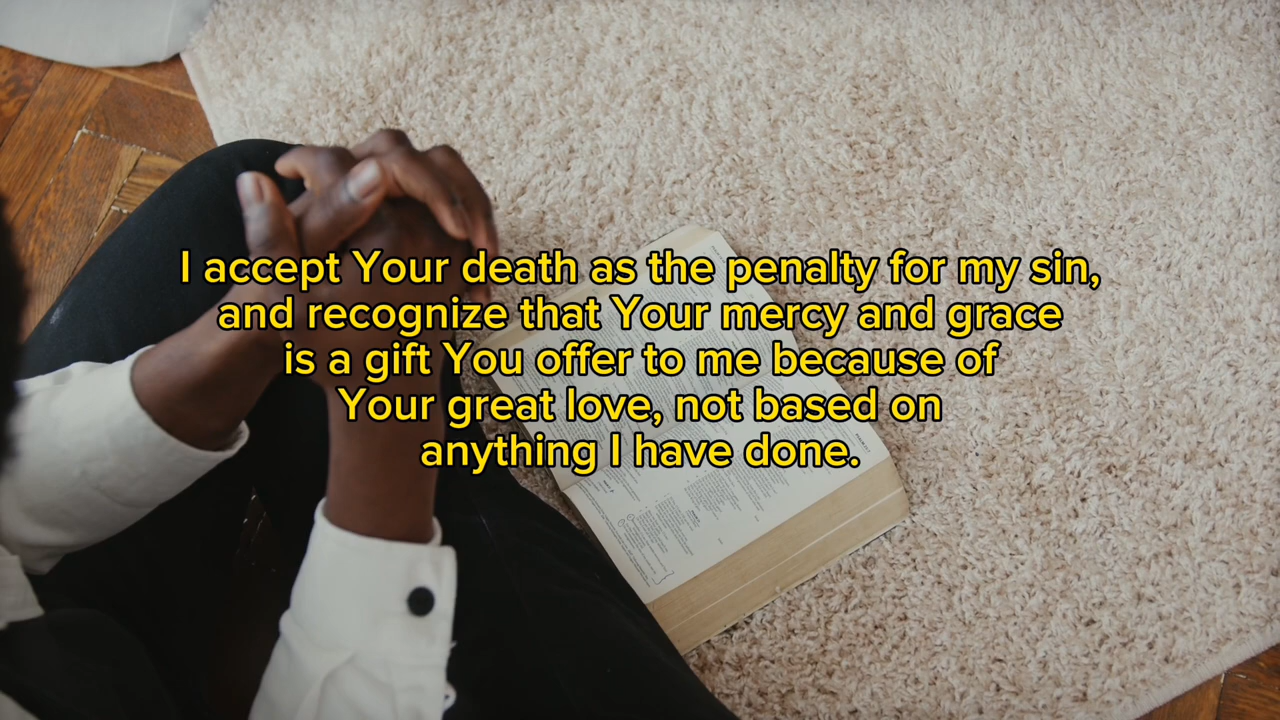 I accept Your death as the penalty for my sin,
and recognize that Your mercy and grace
is a gift You offer to me because of
Your great love, not based on
anything I have done.